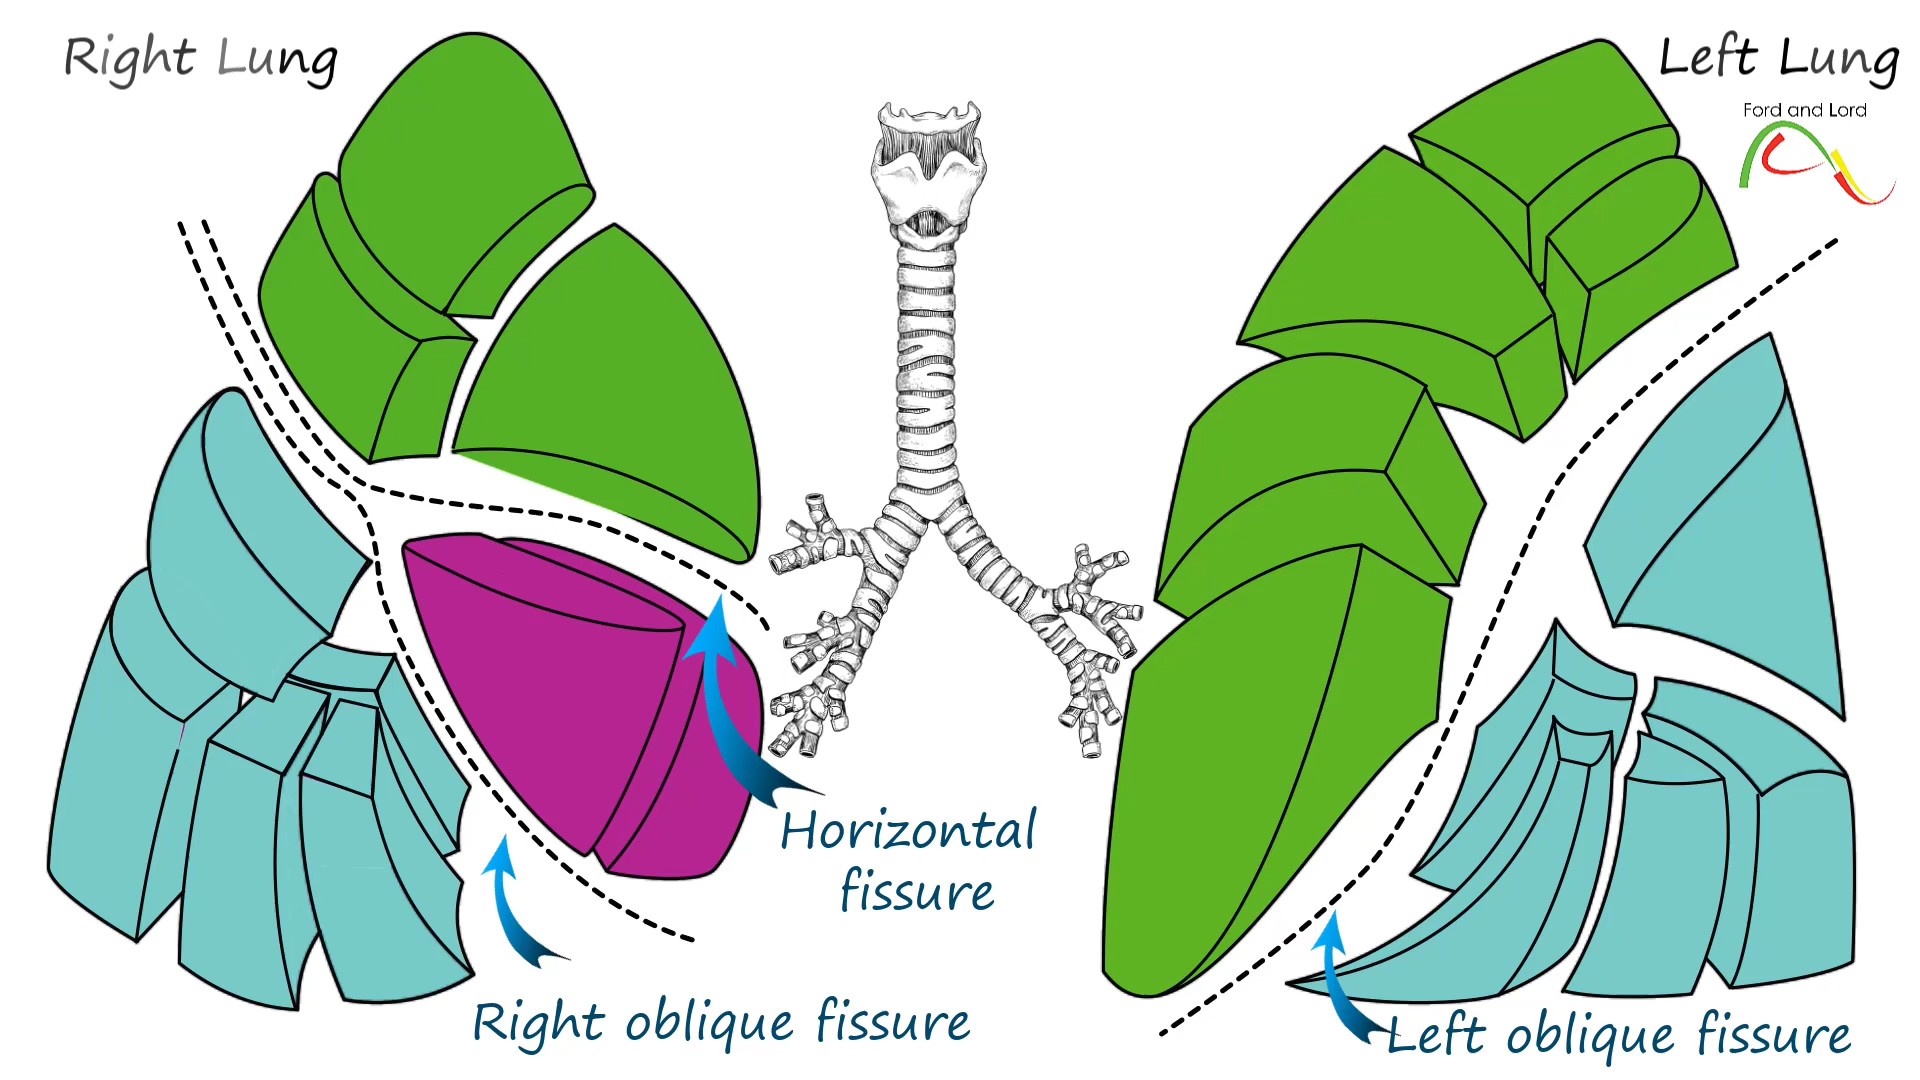 Right Lung
Left Lung
Ford and Lord
Horizontal
fissure
Right oblique fissure
Left oblique fissure